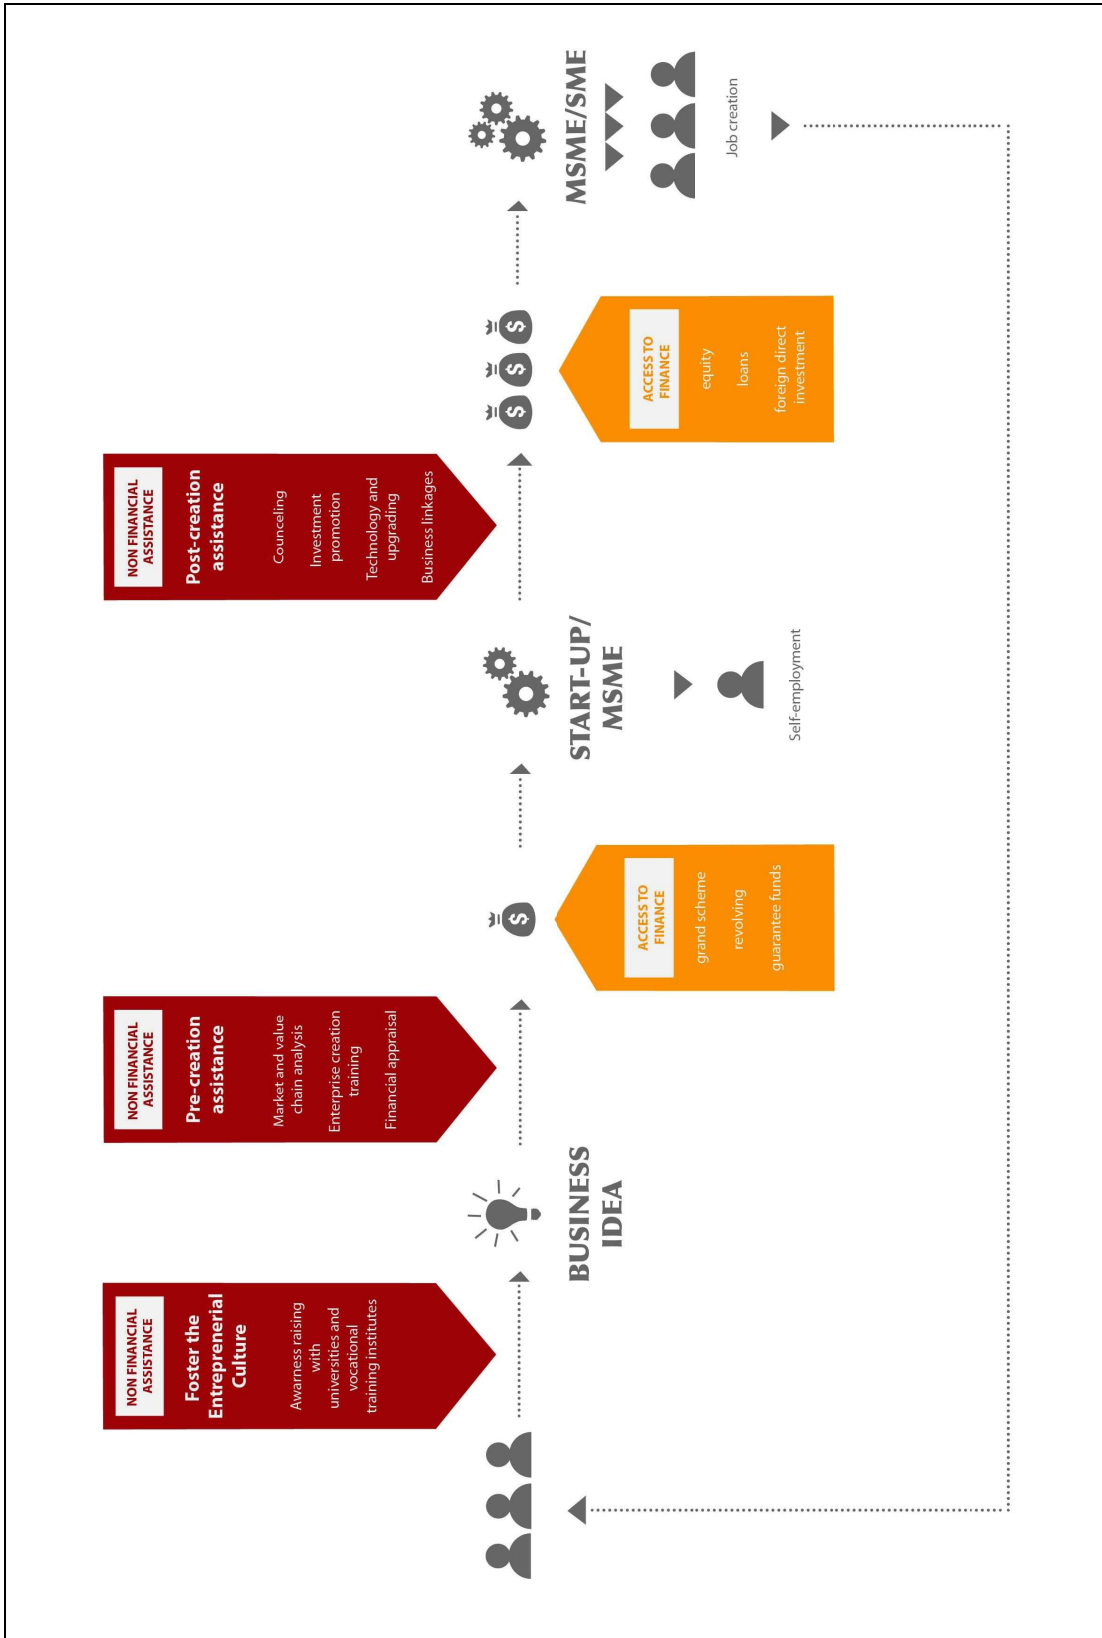 NON FINANCIAL
ASSISTANCE
Foster the
Entreprenerial
Culture
Awarness raising
with
universities and
vocational
training institutes
BUSINESS
IDEA
NON FINANCIAL
ASSISTANCE
Pre-creation
assistance
Market and value
chain analysis
Enterprise creation
training
Financial appraisal
ACCESS TO
FINANCE
grand scheme
revolving
guarantee funds
START-UP/
MSME
Self-employment
NON FINANCIAL
ASSISTANCE
Post-creation
assistance
Counceling
Investment
promotion
Technology and
upgrading
Business linkages
$
$
$
$
ACCESS TO
FINANCE
equity
loans
foreign direct
investment
MSME/SME
Job creation